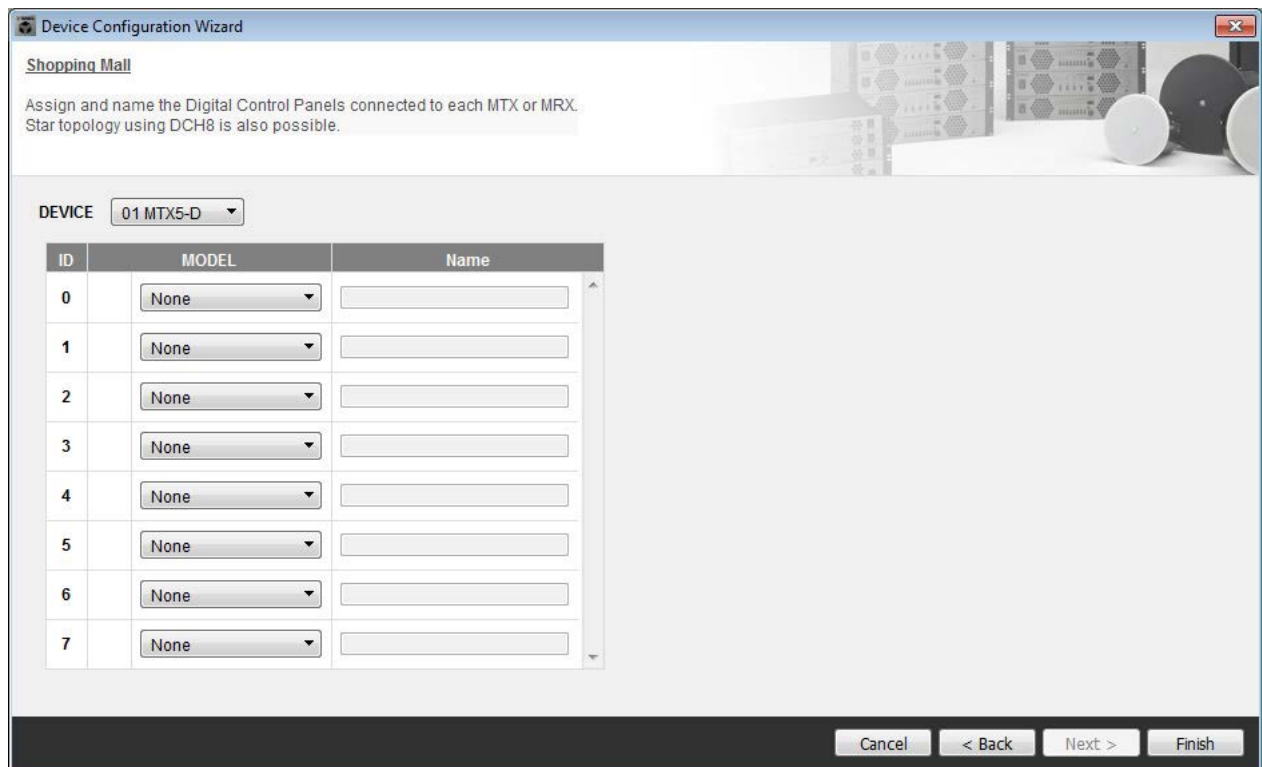 Device Configuration Wizard
Shopping Mall
Assign and name the Digital Control Panels connected to each MTX or MRX.
Star topology using DCH8 is also possible.
DEVICE 01 MTX5-D
ID MODEL Name
0 None
1 None
2 None
3 None
4 None
5 None
6 None
7 None
Cancel < Back Next > Finish